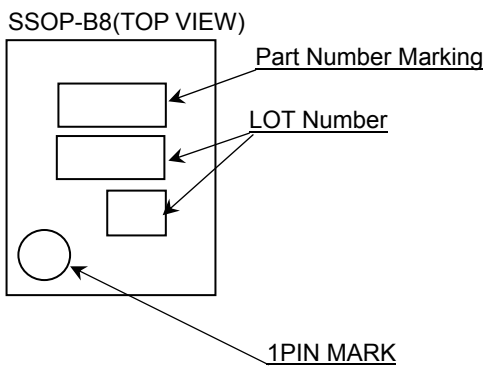 SSOP-B8(TOP VIEW)
Part Number Marking
LOT Number
1PIN MARK